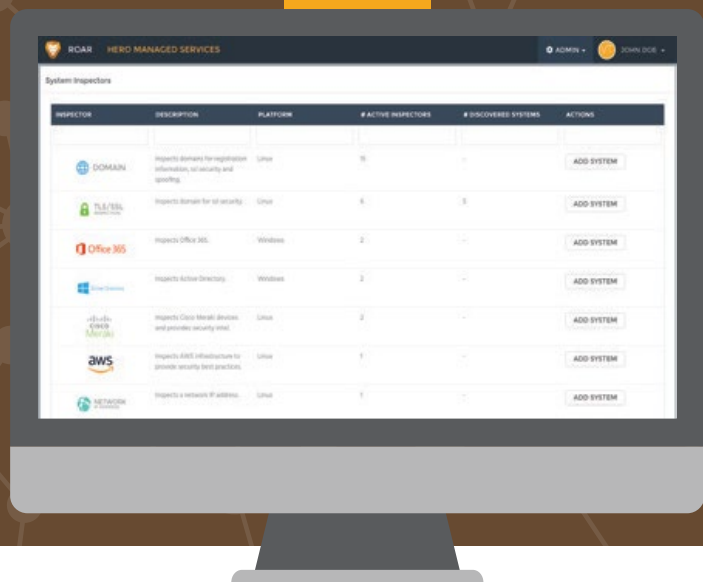 ROAR HERO MANAGED SERVICES ADMIN JOHN DOE
System Inspectors
INSPECTOR DESCRIPTION PLATFORM # ACTIVE INSPECTORS # DISCOVERED SYSTEMS ACTIONS
DOMAIN Inspects domains for registration Linux - ADD SYSTEM
information, ssl security and
spoofing.
TLS/SSL Inspects domain for ssl security. Linux 6 5 ADD SYSTEM
Office 365 Inspects Office 365. Windows 2 - ADD SYSTEM
Inspects Active Directory. Windows 2 - ADD SYSTEM
cisco Inspects Cisco Meraki devices Linux 2 - ADD SYSTEM
Meraki and provides security intel.
aws Inspects AWS infrastructure to Linux 1 - ADD SYSTEM
provide security best practices.
NETWORK Inspects a network IP address. Linux 1 - ADD SYSTEM